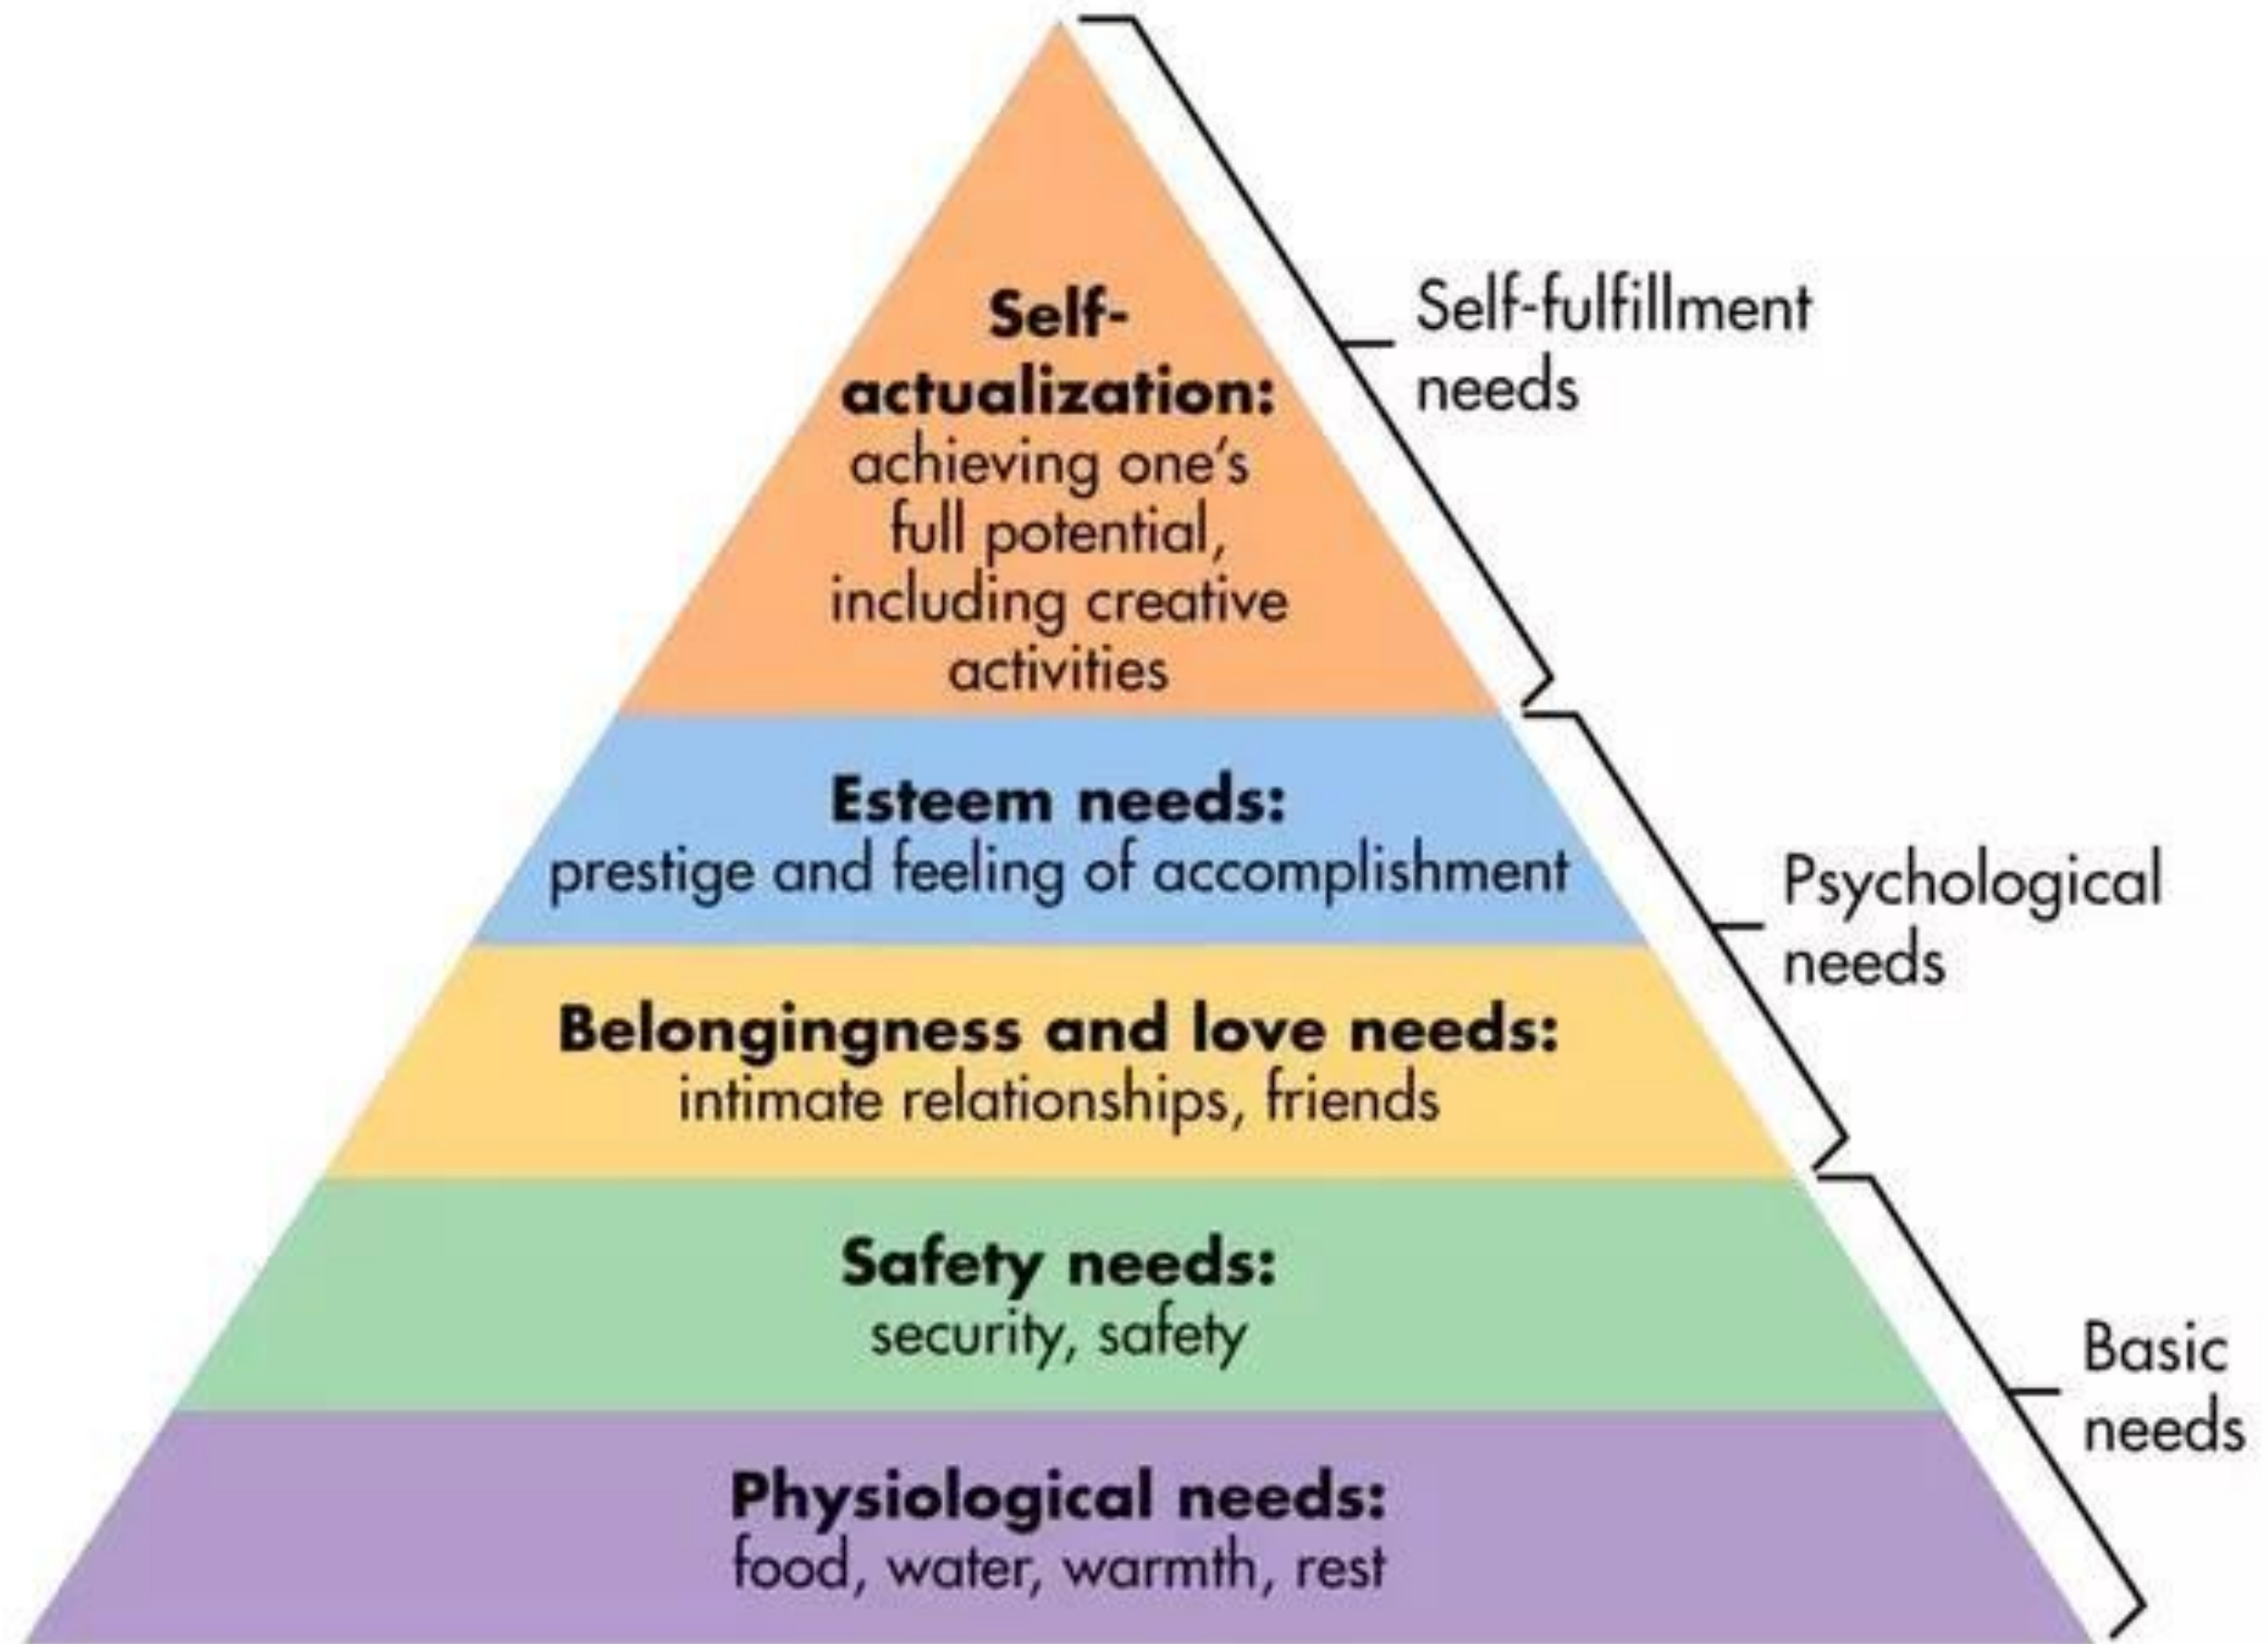 Self-
actualization:
achieving one's
full potential,
including creative
activities
Self-fulfillment
needs
Esteem needs:
prestige and feeling of accomplishment
Psychological
needs
Belongingness and love needs:
intimate relationships, friends
Safety needs:
security, safety
Basic
needs
Physiological needs:
food, water, warmth, rest